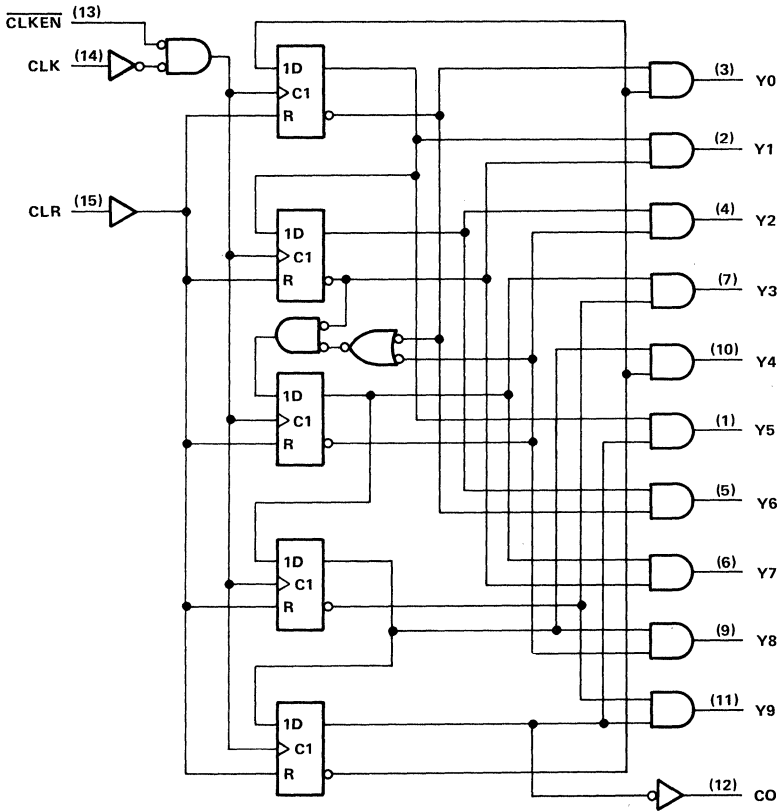 CLKEN (13)
CLK (14)
CLR (15)
1D
C1
R
1D
C1
R
1D
C1
R
1D
C1
R
1D
C1
R
(3) Y0
(2) Y1
(4) Y2
(7) Y3
(10) Y4
(1) Y5
(5) Y6
(6) Y7
(9) Y8
(11) Y9
(12) CO